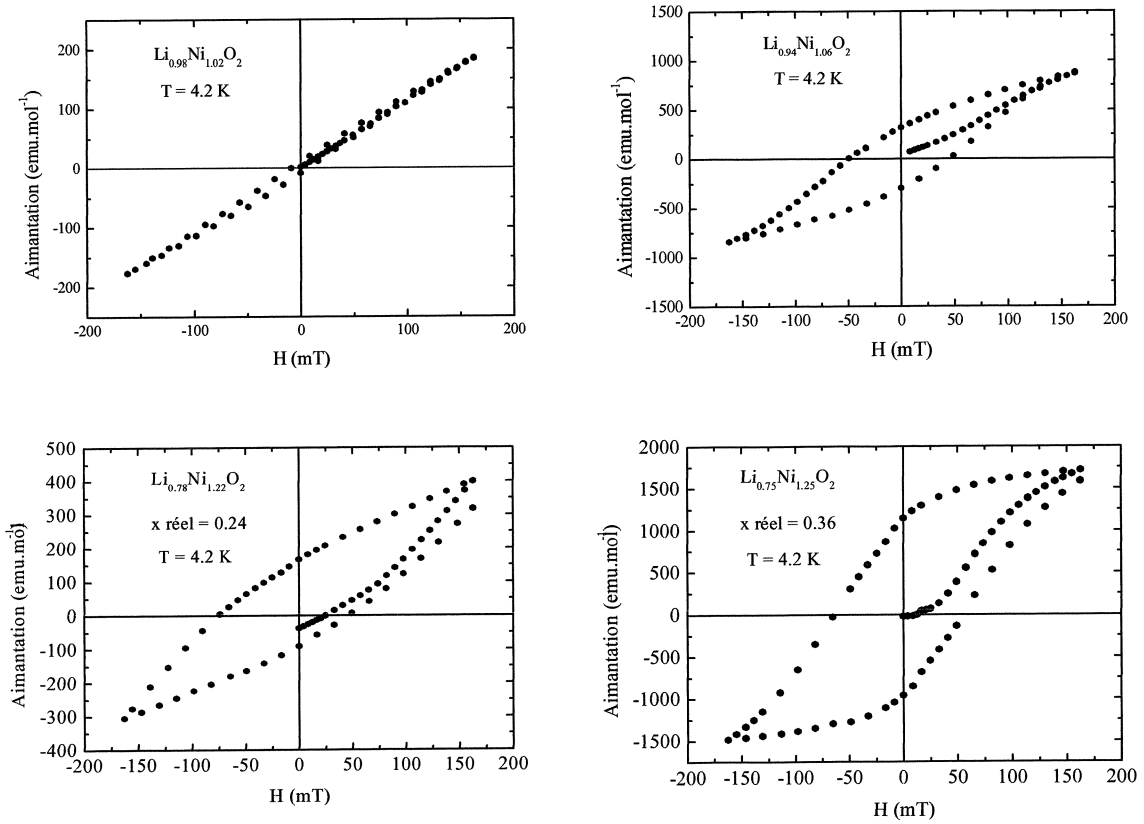 Li0.98Ni1.02O2
T = 4.2 K
Aimantation (emu.mol-1)
200
100
0
-100
-200
-200 -100 0 100 200
H (mT)
Li0.94Ni1.06O2
T = 4.2 K
Aimantation (emu.mol-1)
1500
1000
500
0
-500
-1000
-1500
-200 -150 -100 -50 0 50 100 150 200
H (mT)
Li0.78Ni1.22O2
x réel = 0.24
T = 4.2 K
Aimantation (emu.mol-1)
500
400
300
200
100
0
-100
-200
-300
-400
-200 -150 -100 -50 0 50 100 150 200
H (mT)
Li0.75Ni1.25O2
x réel = 0.36
T = 4.2 K
Aimantation (emu.mol-1)
2000
1500
1000
500
0
-500
-1000
-1500
-200 -150 -100 -50 0 50 100 150 200
H (mT)